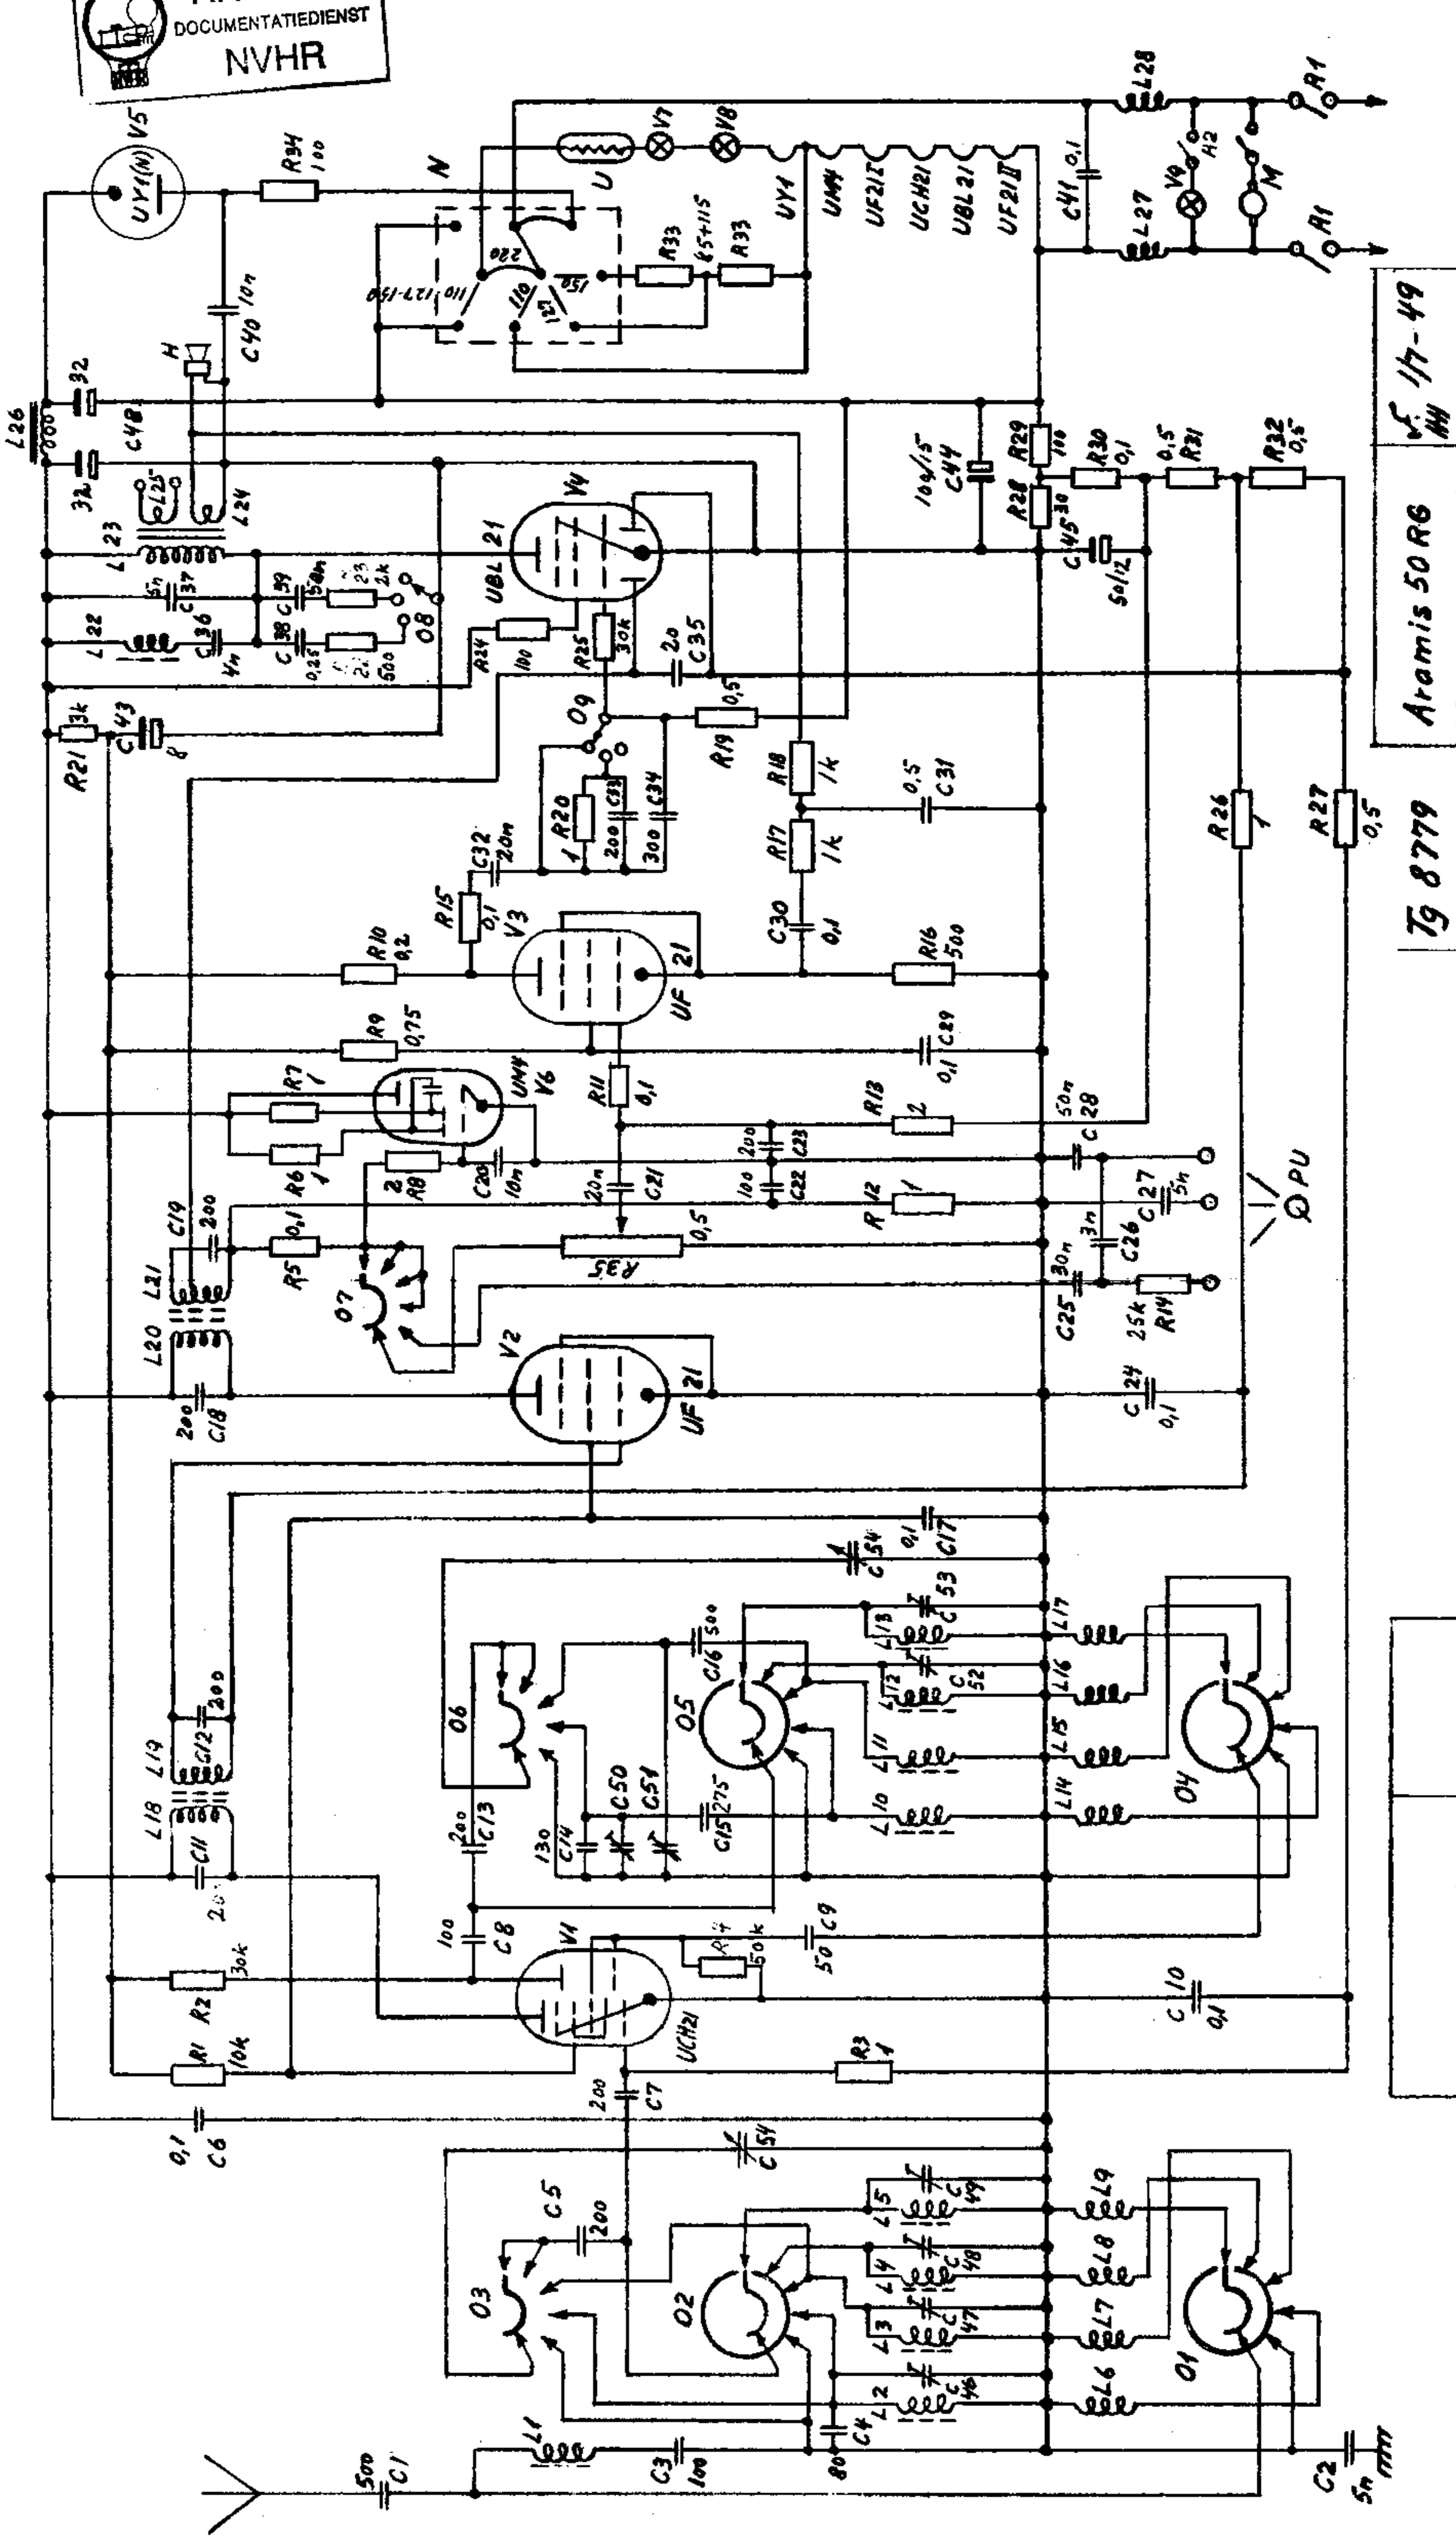 DOCUMENTATIEDIENST
NVHR
500
C1
L1
C3
100
C2
5n
C4
80
O3
C5
200
O2
O1
L2
C46
L3
C47
L4
C48
L5
C49
L6
L7
L8
L9
C54
0,1
C6
R1
10k
R2
30k
200
C7
R3
1
UCH21
V1
100
C8
50k
50
C9
C10
0,1
C11
L18
L19
C12
200
200
C13
130
C14
C50
C51
C15
275
C16
500
O6
O5
O4
L10
L11
L12
C52
L13
C53
L14
L15
L16
L17
C54
0,1
C17
200
C18
L20
L21
C19
200
V2
UF21
C24
0,1
R5
0,1
O7
R6
1
R7
1
R8
2
C20
10n
UM4
V6
R35
0,5
20n
C21
100
C22
200
C23
R12
1
R13
2
C25
30n
3n
C26
25k
R14
C27
5n
50n
C28
PU
R9
0,75
R10
0,2
R11
0,1
0,1
C29
R15
0,1
C32
20n
V3
UF21
R16
500
C30
0,1
R17
1k
R18
1k
0,5
C31
R20
1
200
C33
300
C34
O9
R19
0,5
20
C35
R21
3k
C43
8
L22
C36
4n
5n
C37
C38
0,25
500
C39
50n
23
2k
O8
R24
100
R25
30k
UBL21
V4
L23
L25
L24
L26
32
32
C48
H
C40
10n
UY1(N)
V5
R34
100
N
220
110-127-150
110
127
150
R33
85+115
R33
U
V7
V8
UY1
UM4
UF21I
UCH21
UBL21
UF21II
C41
0,1
L27
L28
V9
A2
M
A1
A1
100/15
C44
R28
30
R29
100
R30
0,1
C45
50/12
0,5
R31
R32
0,5
R26
1
R27
0,5
Tg 8779
Aramis 50 RG
1/7-49